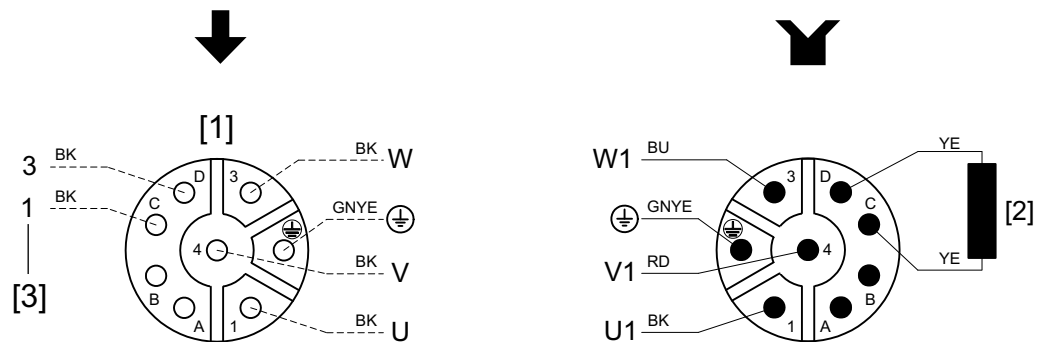 [1]
3 BK
1 BK
[3]
D
C
B
A
3
4
1
BK W
GNYE
BK V
BK U
W1 BU
GNYE
V1 RD
U1 BK
3
4
1
D
C
B
A
YE
YE
[2]